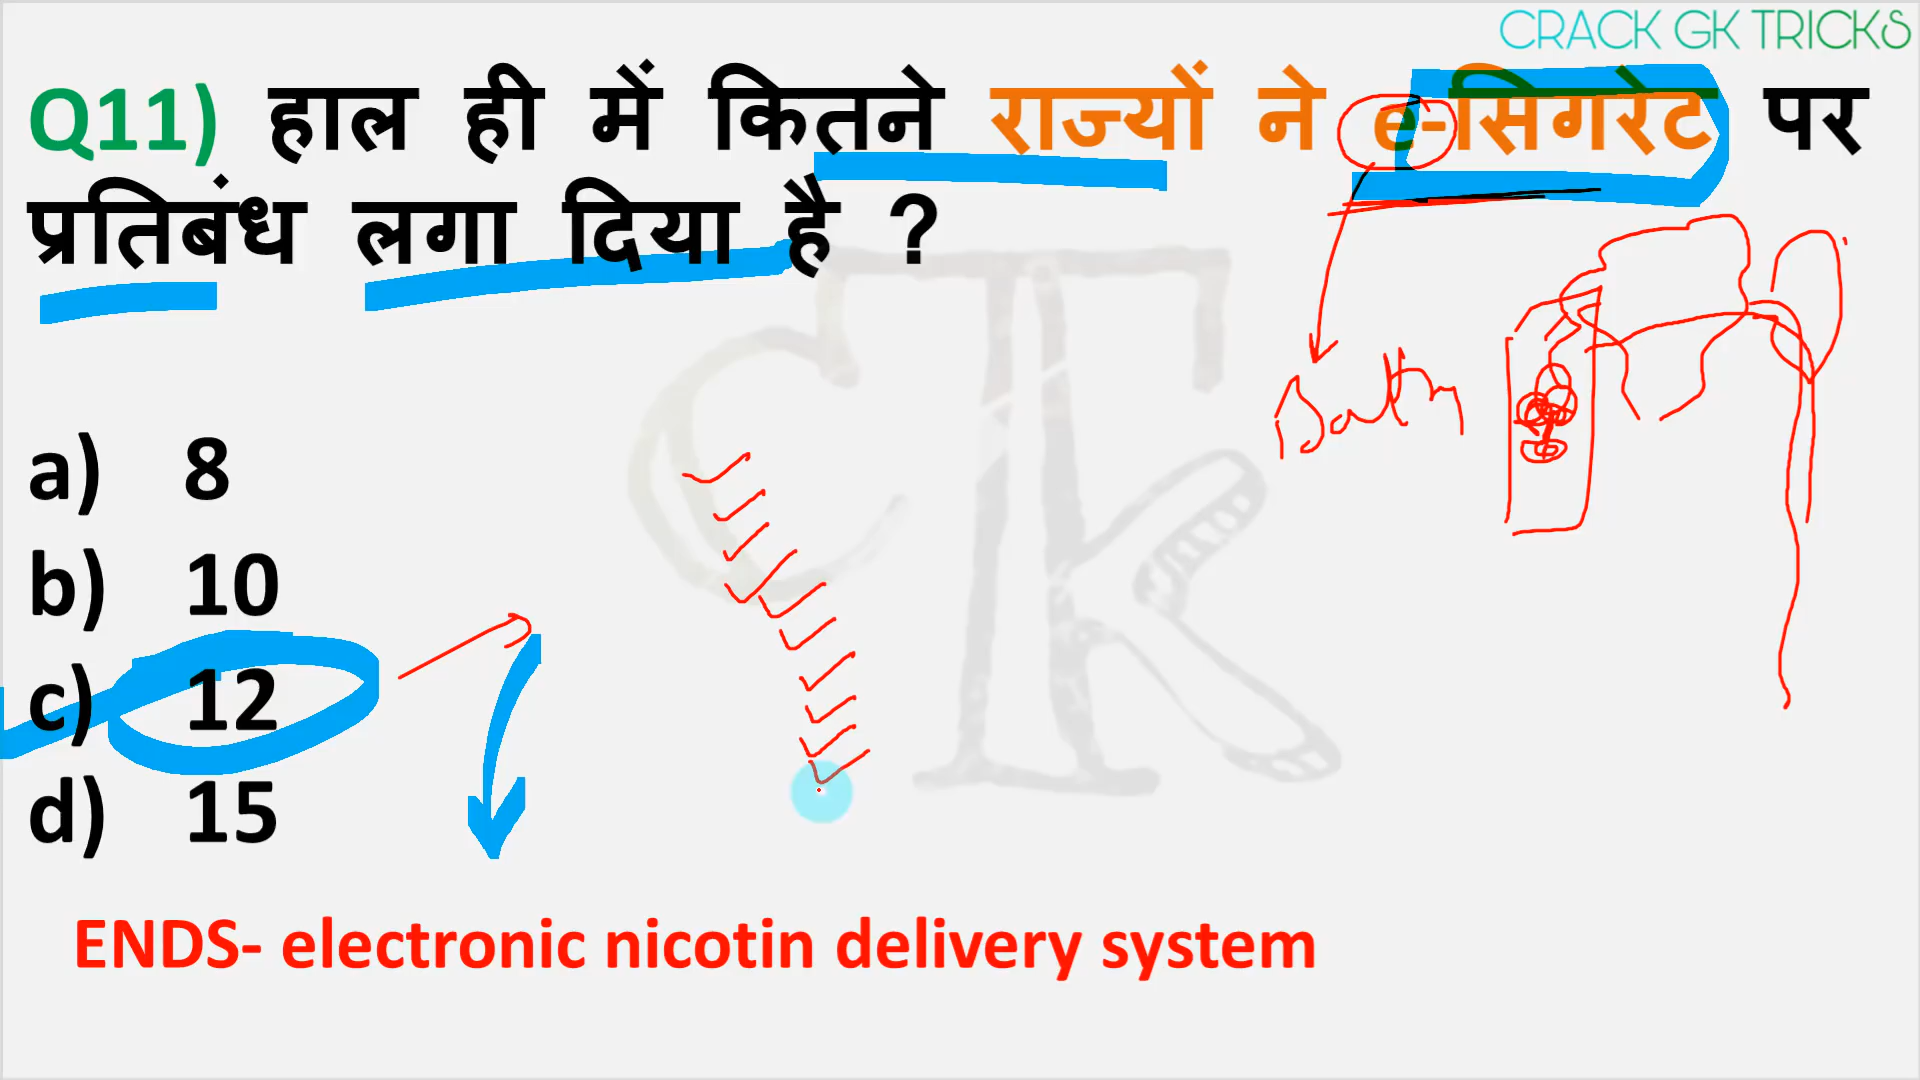 CRACK GK TRICKS
Q11) हाल ही में कितने राज्यों ने e-सिगरेट पर
प्रतिबंध लगा दिया है ?
a) 8
b) 10
c) 12
d) 15
ENDS- electronic nicotin delivery system